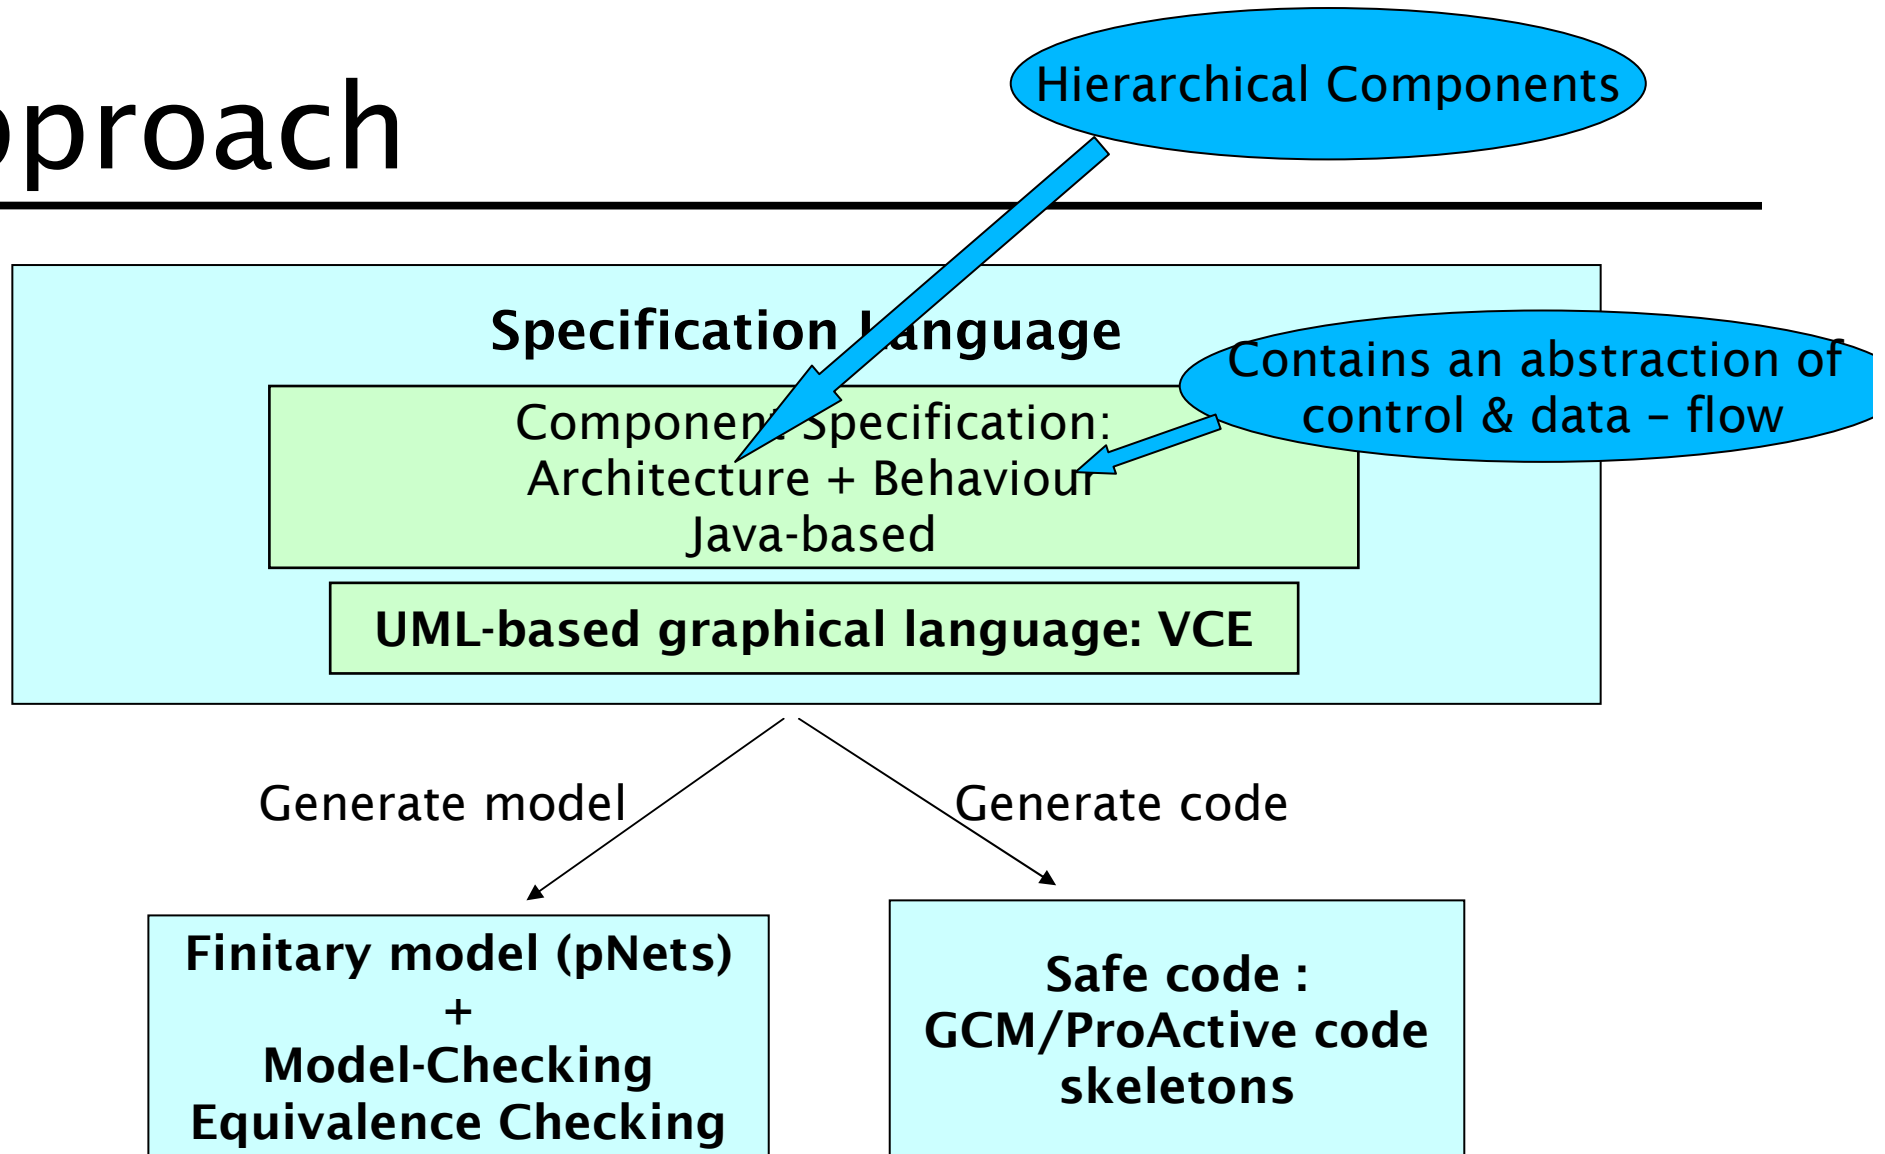 pproach
Hierarchical Components
Specification Language
Contains an abstraction of
control & data – flow
Component Specification:
Architecture + Behaviour
Java-based
UML-based graphical language: VCE
Generate model
Generate code
Finitary model (pNets)
+
Model-Checking
Equivalence Checking
Safe code :
GCM/ProActive code
skeletons